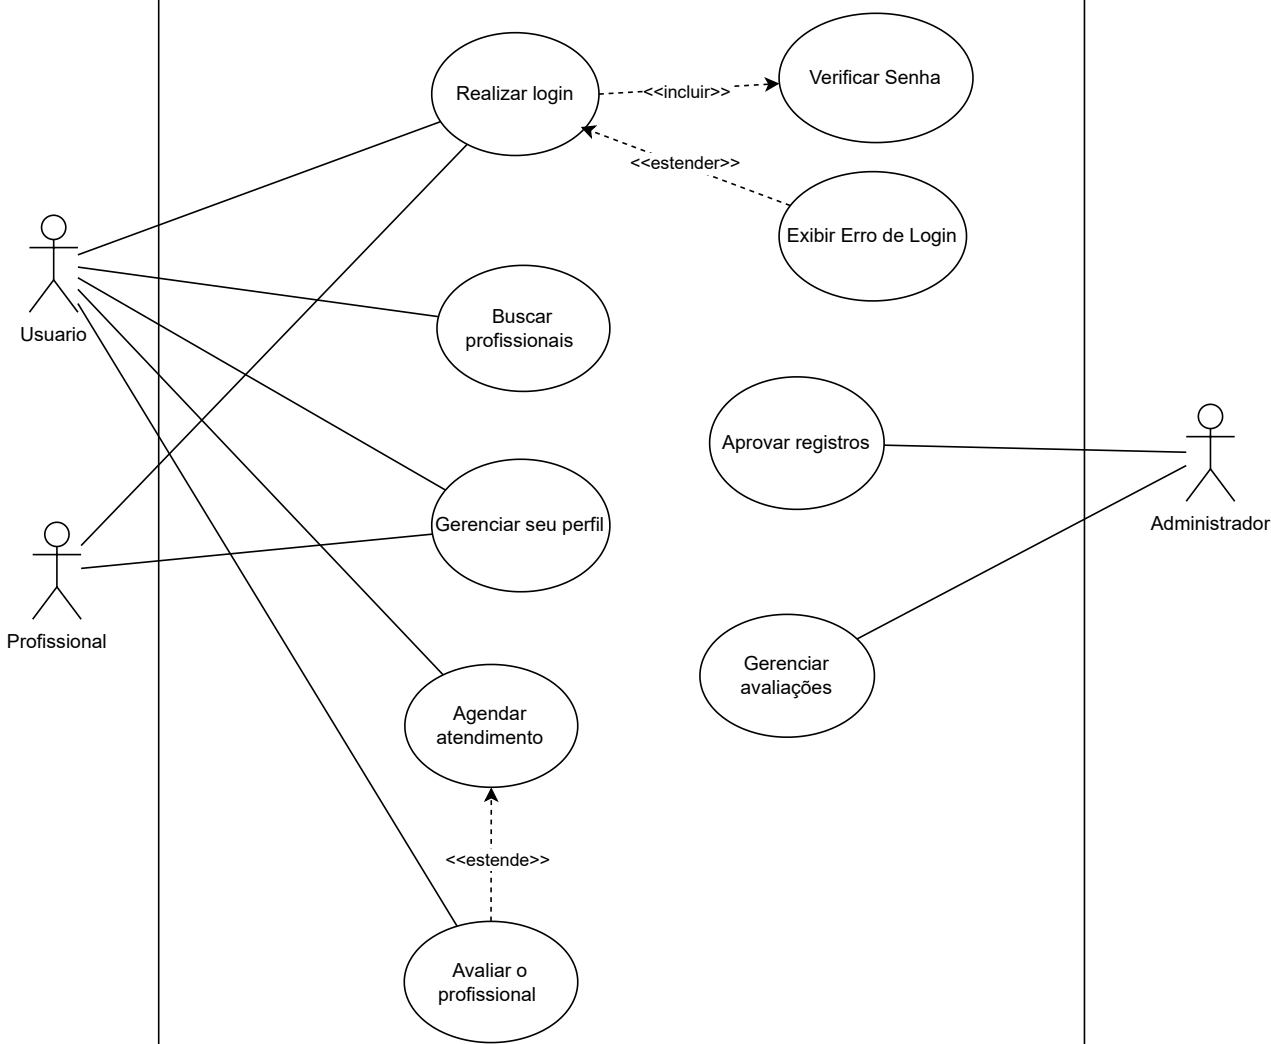 Realizar login
<<incluir>>
Verificar Senha
<<estender>>
Exibir Erro de Login
Usuario
Buscar
profissionais
Aprovar registros
Administrador
Gerenciar seu perfil
Profissional
Gerenciar
avaliações
Agendar
atendimento
<<estende>>
Avaliar o
profissional